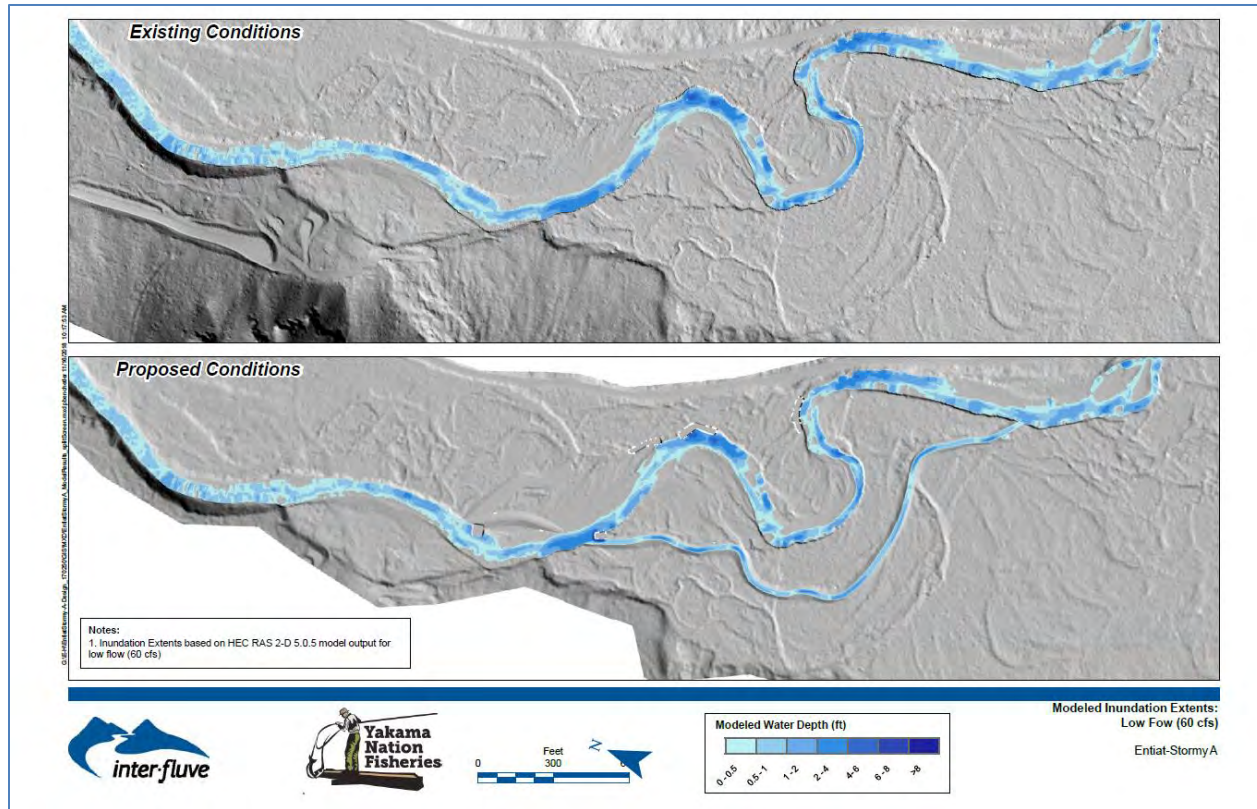 Existing Conditions
Proposed Conditions
Notes:
1. Inundation Extents based on HEC RAS 2-D 5.0.5 model output for
low flow (60 cfs)
inter-fluve
Yakama
Nation
Fisheries
Feet
0 300
N
Modeled Water Depth (ft)
0 - 0.5
0.5 - 1
1 - 2
2 - 4
4-6
6 - 8
>8
Modeled Inundation Extents:
Low Fow (60 cfs)
Entiat-Stormy A